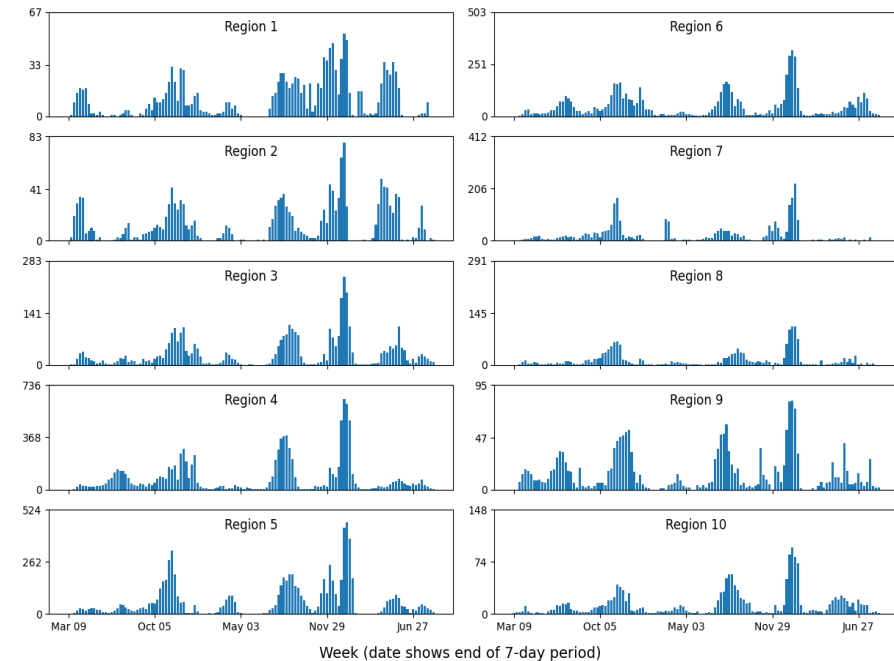 67
33
0
Region 1
503
251
0
Region 6
83
41
0
Region 2
412
206
0
Region 7
283
141
0
Region 3
291
145
0
Region 8
736
368
0
Region 4
95
47
0
Region 9
524
262
0
Region 5
148
74
0
Region 10
Mar 09 Oct 05 May 03 Nov 29 Jun 27
Mar 09 Oct 05 May 03 Nov 29 Jun 27
Week (date shows end of 7-day period)